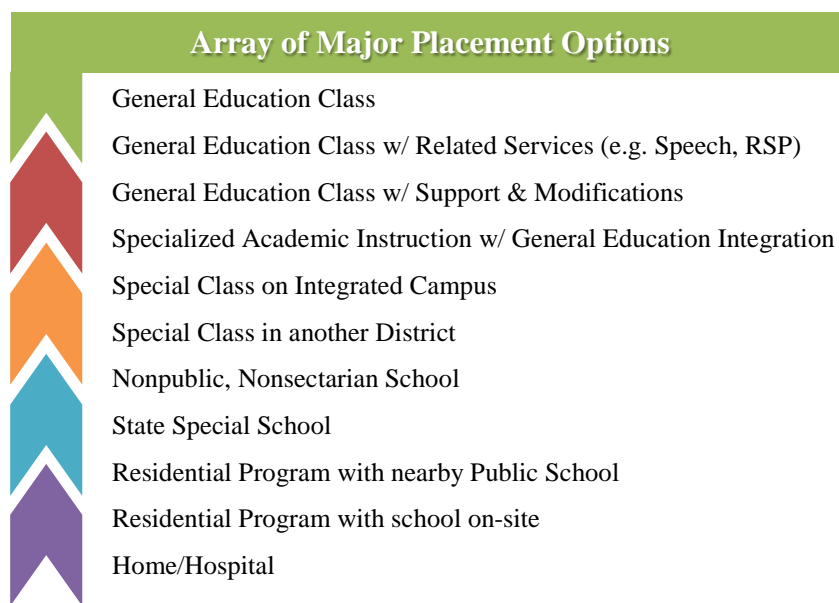 Array of Major Placement Options
General Education Class
General Education Class w/ Related Services (e.g. Speech, RSP)
General Education Class w/ Support & Modifications
Specialized Academic Instruction w/ General Education Integration
Special Class on Integrated Campus
Special Class in another District
Nonpublic, Nonsectarian School
State Special School
Residential Program with nearby Public School
Residential Program with school on-site
Home/Hospital